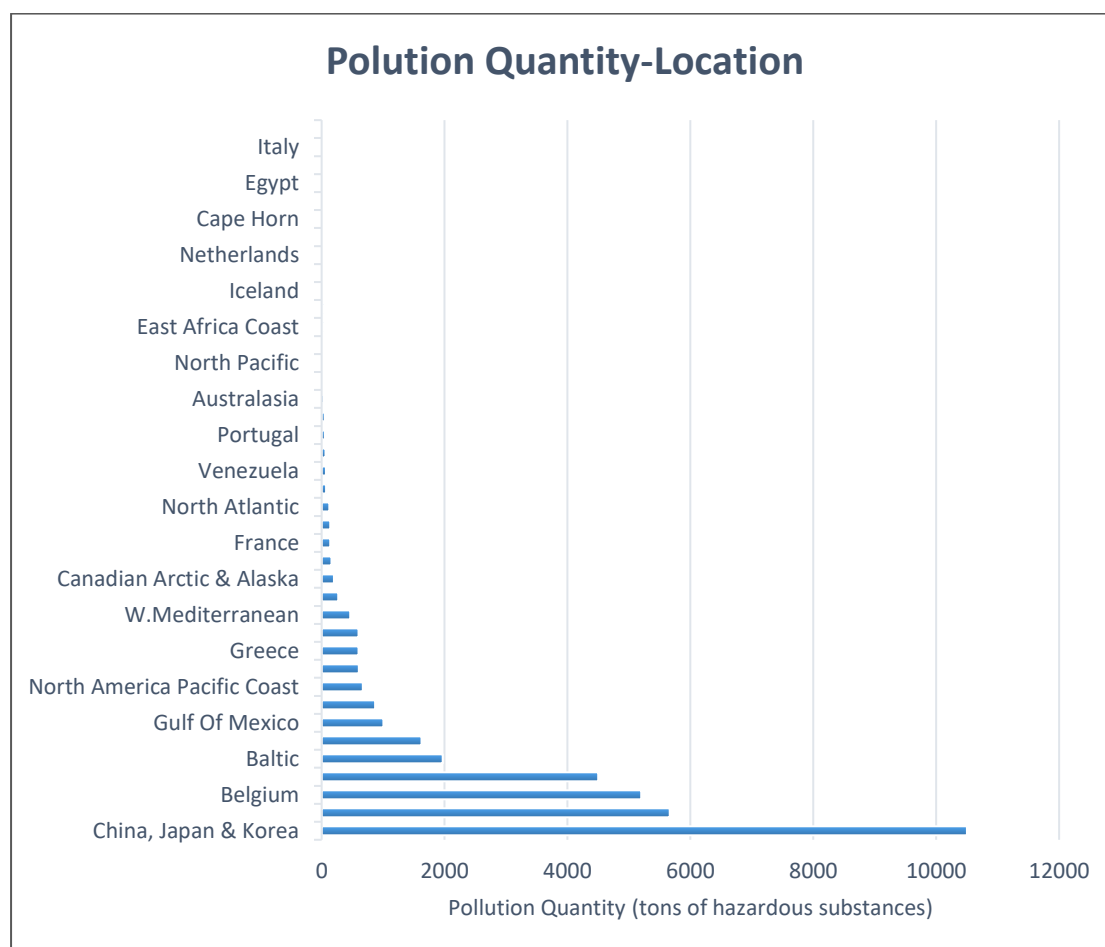 Polution Quantity-Location
Italy
Egypt
Cape Horn
Netherlands
Iceland
East Africa Coast
North Pacific
Australasia
Portugal
Venezuela
North Atlantic
France
Canadian Arctic & Alaska
W.Mediterranean
Greece
North America Pacific Coast
Gulf Of Mexico
Baltic
Belgium
China, Japan & Korea
0 2000 4000 6000 8000 10000 12000
Pollution Quantity (tons of hazardous substances)